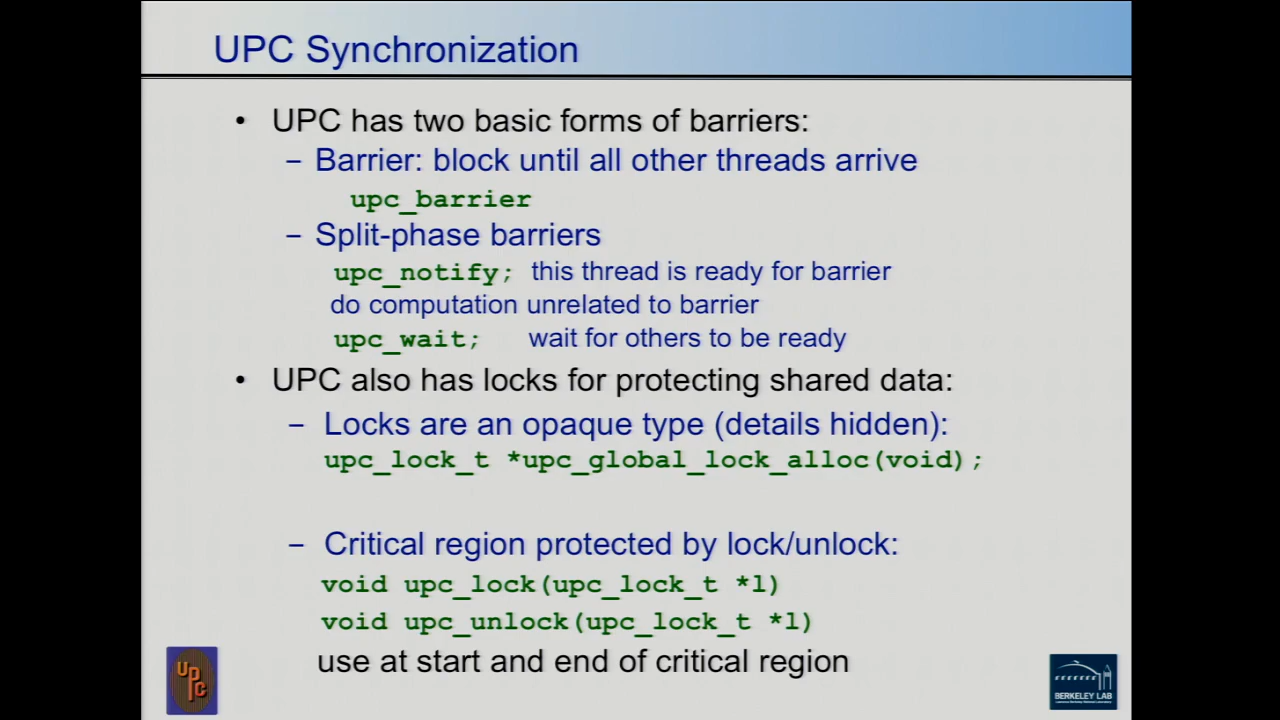 UPC Synchronization
• UPC has two basic forms of barriers:
– Barrier: block until all other threads arrive
upc_barrier
– Split-phase barriers
upc_notify; this thread is ready for barrier
do computation unrelated to barrier
upc_wait; wait for others to be ready
• UPC also has locks for protecting shared data:
– Locks are an opaque type (details hidden):
upc_lock_t *upc_global_lock_alloc(void);
– Critical region protected by lock/unlock:
void upc_lock(upc_lock_t *l)
void upc_unlock(upc_lock_t *l)
use at start and end of critical region
UPC
BERKELEY LAB